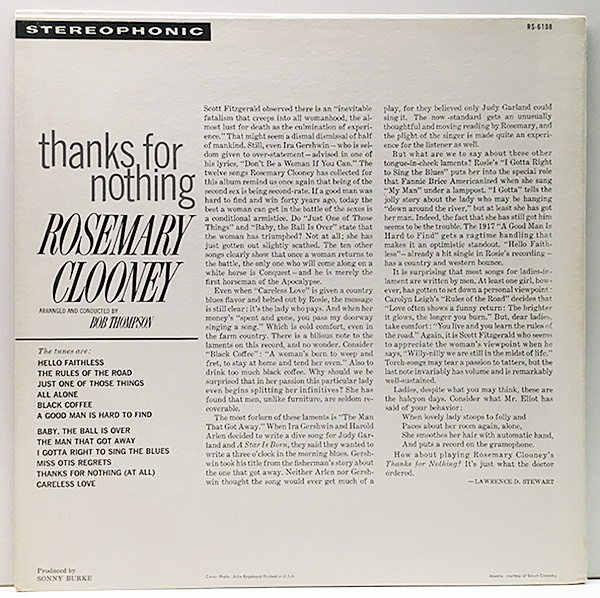 STEREOPHONIC
RS-6108
thanks for
nothing
ROSEMARY
CLOONEY
ARRANGED AND CONDUCTED BY
BOB THOMPSON
The tunes are:
HELLO FAITHLESS
THE RULES OF THE ROAD
JUST ONE OF THOSE THINGS
ALL ALONE
BLACK COFFEE
A GOOD MAN IS HARD TO FIND
BABY, THE BALL IS OVER
THE MAN THAT GOT AWAY
I GOTTA RIGHT TO SING THE BLUES
MISS OTIS REGRETS
THANKS FOR NOTHING (AT ALL)
CARELESS LOVE
Produced by
SONNY BURKE
Scott Fitzgerald observed there is an "inevitable
fatalism that creeps into all womanhood, the al-
most lust for death as the culmination of experi-
ence." That might seem a dismal dismissal of half
of mankind. Still, even Ira Gershwin – who is sel-
dom given to over-statement – advised in one of
his lyrics, "Don't Be a Woman If You Can." The
twelve songs Rosemary Clooney has collected for
this album remind us once again that being of the
second sex is being second-rate. If a good man was
hard to find and win forty years ago, today the
best a woman can get in the battle of the sexes is
a conditional armistice. Do "Just One of Those
Things" and "Baby, the Ball Is Over" state that
the woman has triumphed? Not at all; she has
just gotten out slightly scathed. The ten other
songs clearly show that once a woman returns to
the battle, the only one who will come along on a
white horse is Conquest – and he is merely the
first horseman of the Apocalypse.
Even when "Careless Love" is given a country
blues flavor and belted out by Rosie, the message
is still clear: it's the lady who pays. And when her
money's "spent and gone, you pass my doorway
singing a song." Which is cold comfort, even in
the farm country. There is a bilious note to the
laments on this record, and no wonder. Consider
"Black Coffee": "A woman's born to weep and
fret, to stay at home and tend her oven." Also to
drink too much black coffee. Why should we be
surprised that in her passion this particular lady
even begins splitting her infinitives? She has
found that men, unlike furniture, are seldom re-
coverable.
The most forlorn of these laments is "The Man
That Got Away." When Ira Gershwin and Harold
Arlen decided to write a dive song for Judy Gar-
land and A Star Is Born, they said they wanted to
write a three o'clock in the morning blues. Gersh-
win took his title from the fisherman's story about
the one that got away. Neither Arlen nor Gersh-
win thought the song would ever get much of a
play, for they believed only Judy Garland could
sing it. The now-standard gets an unusually
thoughtful and moving reading by Rosemary, and
the plight of the singer is made quite an experi-
ence for the listener as well.
But what are we to say about these other
tongue-in-cheek laments? Rosie's "I Gotta Right
to Sing the Blues" puts her into the special role
that Fannie Brice Americanized when she sang
"My Man" under a lamppost. "I Gotta" tells the
jolly story about the lady who may be hanging
"down around the river," but at least she has got
her man. Indeed, the fact that she has still got him
seems to be the trouble. The 1917 "A Good Man Is
Hard to Find" gets a ragtime handling that
makes it an optimistic standout. "Hello Faith-
less" – already a hit single in Rosie's recording –
has a country and western bounce.
It is surprising that most songs for ladies-in-
lament are written by men. At least one girl, how-
ever, has gotten to set down a personal viewpoint:
Carolyn Leigh's "Rules of the Road" decides that
"Love often shows a funny return: The brighter
it glows, the longer you burn." But, dear ladies,
take comfort: "You live and you learn the rules of
the road." Again, it is Scott Fitzgerald who seems
to appreciate the woman's viewpoint when he
says, "Willy-nilly we are still in the midst of life."
Torch-songs may tear a passion to tatters, but the
last note invariably has volume and is remarkably
well-sustained.
Ladies, despite what you may think, these are
the halcyon days. Consider what Mr. Eliot has
said of your behavior:
When lovely lady stoops to folly and
Paces about her room again, alone,
She smoothes her hair with automatic hand,
And puts a record on the gramophone.
How about playing Rosemary Clooney's
Thanks for Nothing? It's just what the doctor
ordered.
– LAWRENCE D. STEWART
Printed in U.S.A.